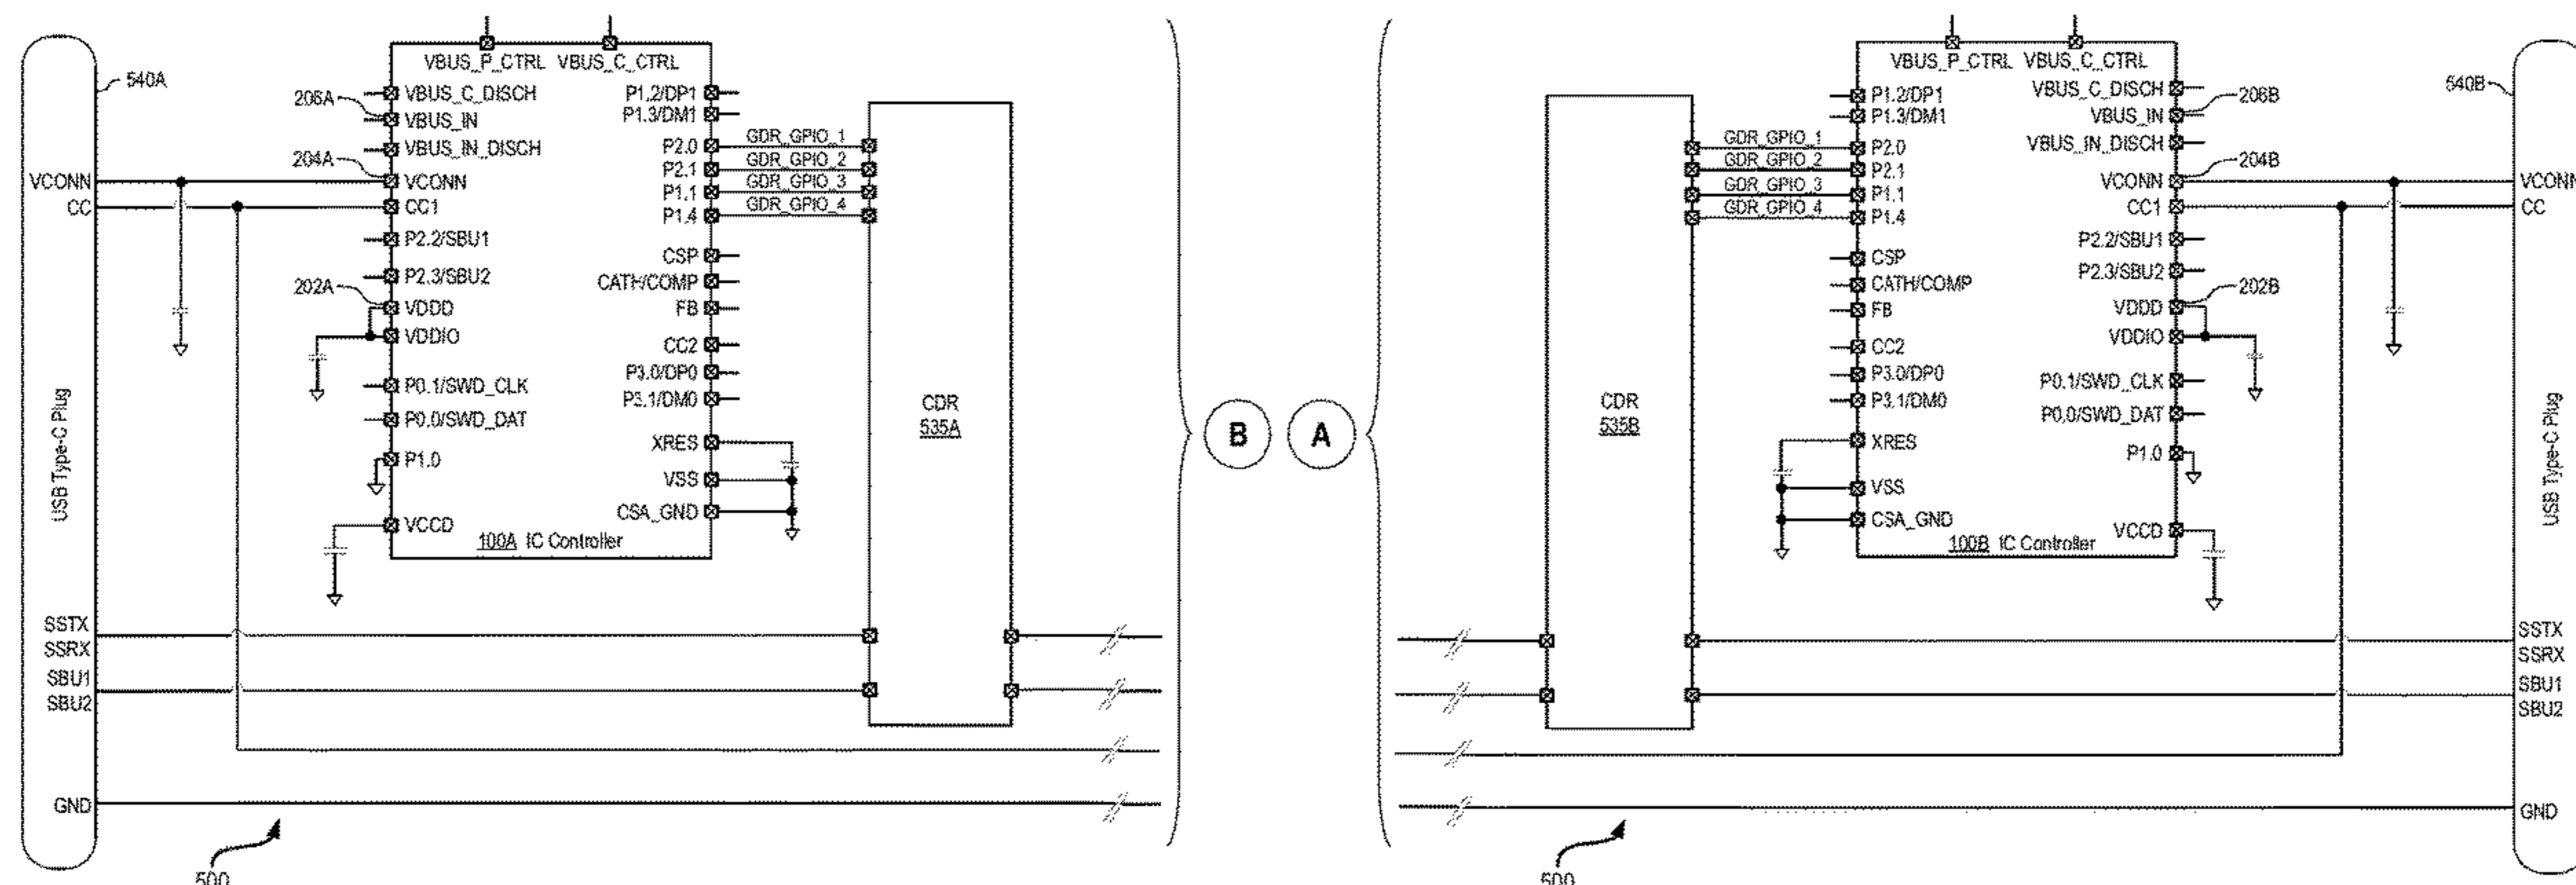 540A
USB Type-C Plug
VCONN
CC
SSTX
SSRX
SBU1
SBU2
GND
500
206A
204A
202A
VBUS_P_CTRL VBUS_C_CTRL
VBUS_C_DISCH
VBUS_IN
VBUS_IN_DISCH
VCONN
CC1
P2.2/SBU1
P2.3/SBU2
VDDD
VDDIO
P0.1/SWD_CLK
P0.0/SWD_DAT
P1.0
VCCD
P1.2/DP1
P1.3/DM1
P2.0
P2.1
P1.1
P1.4
CSP
CATH/COMP
FB
CC2
P3.0/DP0
P3.1/DM0
XRES
VSS
CSA_GND
100A IC Controller
GDR_GPIO_1
GDR_GPIO_2
GDR_GPIO_3
GDR_GPIO_4
CDR
535A
B
A
CDR
535B
GDR_GPIO_1
GDR_GPIO_2
GDR_GPIO_3
GDR_GPIO_4
VBUS_P_CTRL VBUS_C_CTRL
P1.2/DP1
P1.3/DM1
P2.0
P2.1
P1.1
P1.4
CSP
CATH/COMP
FB
CC2
P3.0/DP0
P3.1/DM0
XRES
VSS
CSA_GND
VBUS_C_DISCH
VBUS_IN
VBUS_IN_DISCH
VCONN
CC1
P2.2/SBU1
P2.3/SBU2
VDDD
VDDIO
P0.1/SWD_CLK
P0.0/SWD_DAT
P1.0
VCCD
100B IC Controller
206B
204B
202B
540B
USB Type-C Plug
VCONN
CC
SSTX
SSRX
SBU1
SBU2
GND
500